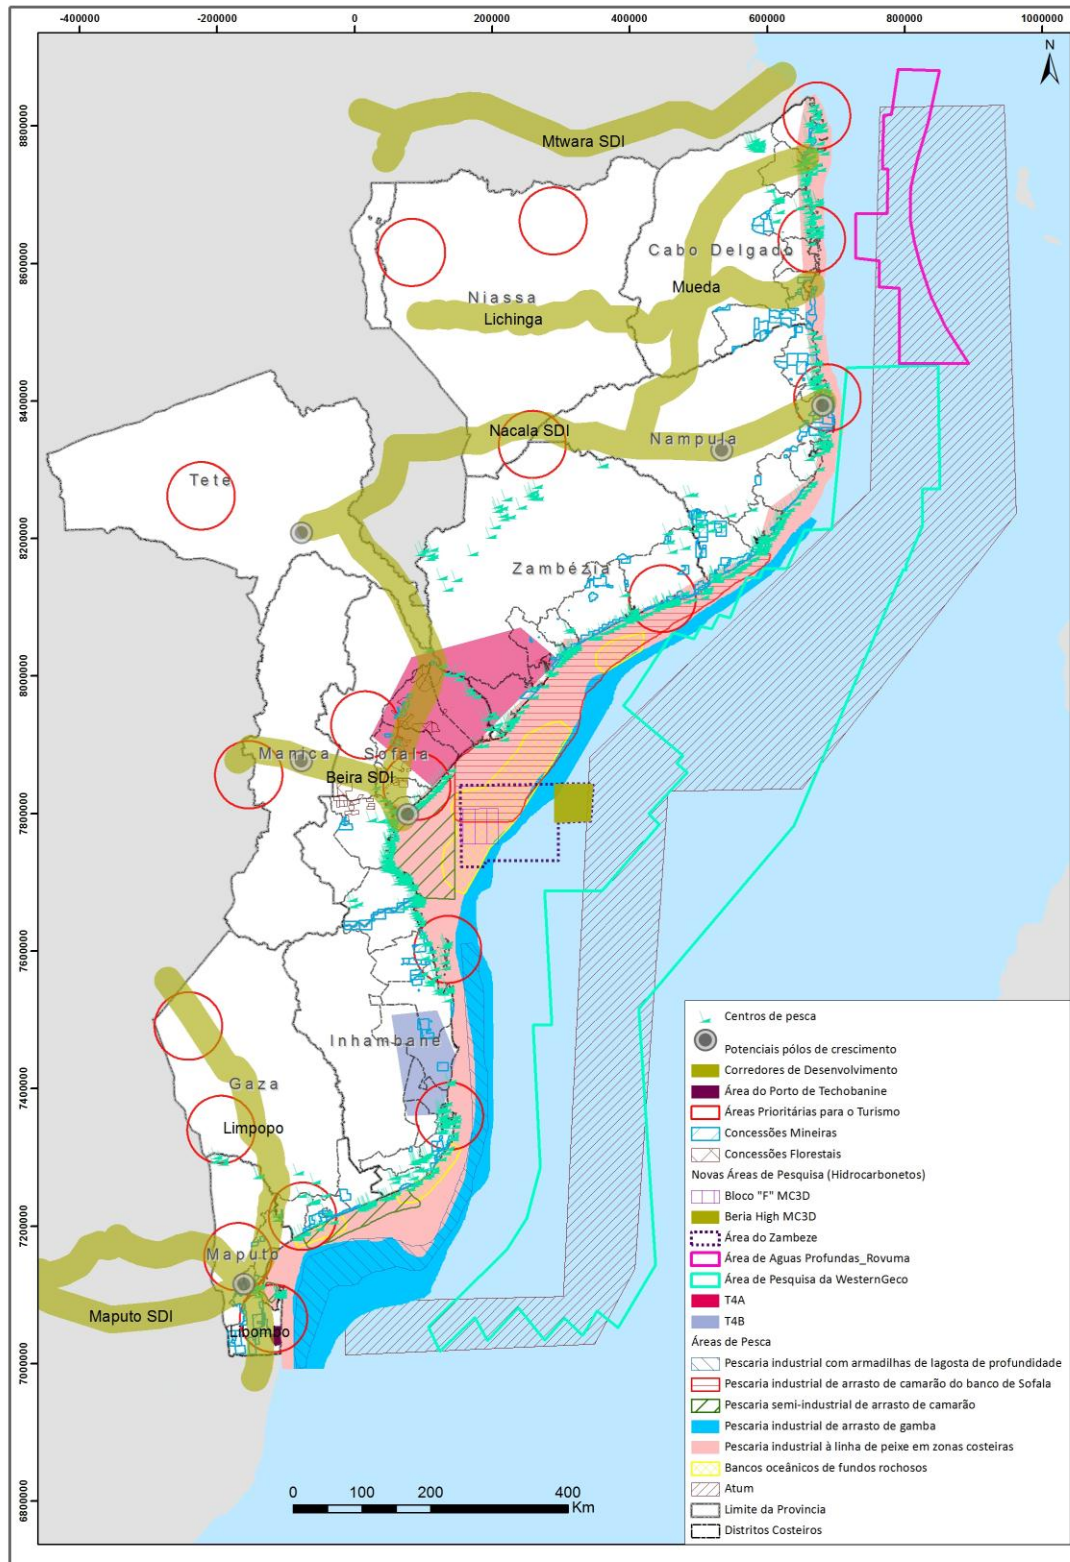 -400000 -200000 0 200000 400000 600000 800000 1000000
N
8800000
8600000
8400000
8200000
8000000
7800000
7600000
7400000
7200000
7000000
6800000
Mtwara SDI
Cabo Delgado
Mueda
Niassa
Lichinga
Nacala SDI
Nampula
Tete
Zambézia
Manica
Sofala
Beira SDI
Inhambane
Gaza
Limpopo
Maputo
Maputo SDI
Libombo
0 100 200 400
Km
Centros de pesca
Potenciais pólos de crescimento
Corredores de Desenvolvimento
Área do Porto de Techobanine
Áreas Prioritárias para o Turismo
Concessões Mineiras
Concessões Florestais
Novas Áreas de Pesquisa (Hidrocarbonetos)
Bloco "F" MC3D
Beria High MC3D
Área do Zambeze
Área de Aguas Profundas_Rovuma
Área de Pesquisa da WesternGeco
T4A
T4B
Áreas de Pesca
Pescaria industrial com armadilhas de lagosta de profundidade
Pescaria industrial de arrasto de camarão do banco de Sofala
Pescaria semi-industrial de arrasto de camarão
Pescaria industrial de arrasto de gamba
Pescaria industrial à linha de peixe em zonas costeiras
Bancos oceânicos de fundos rochosos
Atum
Limite da Provincia
Distritos Costeiros